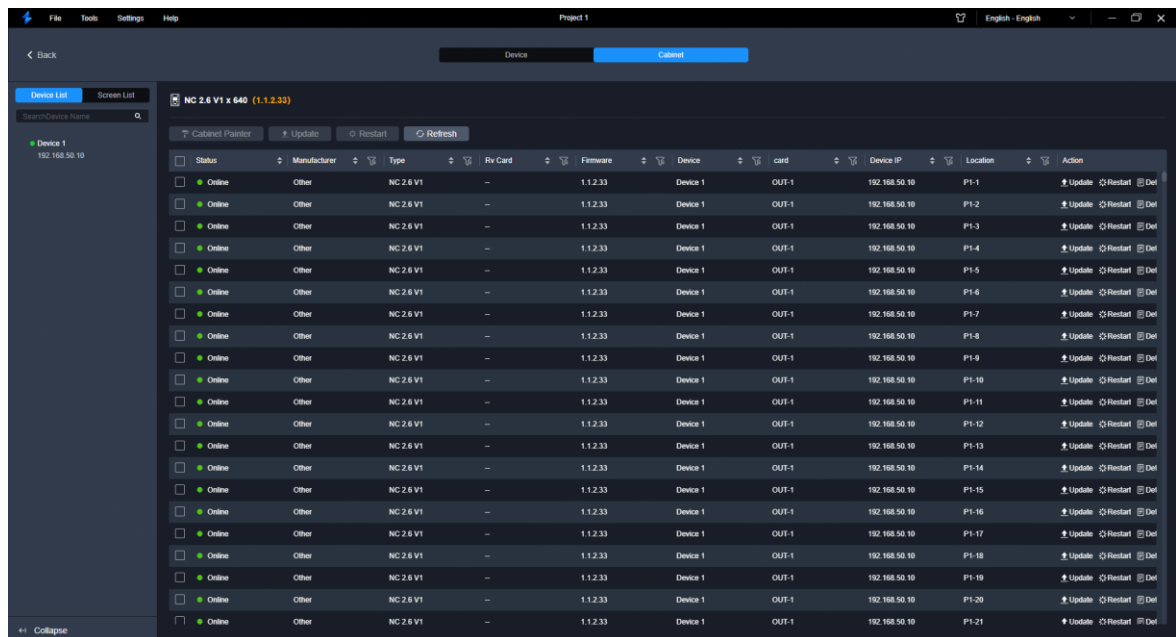 File Tools Settings Help Project 1 English - English
Back Device Cabinet
Device List Screen List
NC 2.6 V1 x 640 (1.1.2.33)
SearchDevice Name
Cabinet Painter Update Restart Refresh
Device 1
192.168.50.10
Status Manufacturer Type Rv Card Firmware Device card Device IP Location Action
Online Other NC 2.6 V1 -- 1.1.2.33 Device 1 OUT-1 192.168.50.10 P1-1 Update Restart Det
Online Other NC 2.6 V1 -- 1.1.2.33 Device 1 OUT-1 192.168.50.10 P1-2 Update Restart Det
Online Other NC 2.6 V1 -- 1.1.2.33 Device 1 OUT-1 192.168.50.10 P1-3 Update Restart Det
Online Other NC 2.6 V1 -- 1.1.2.33 Device 1 OUT-1 192.168.50.10 P1-4 Update Restart Det
Online Other NC 2.6 V1 -- 1.1.2.33 Device 1 OUT-1 192.168.50.10 P1-5 Update Restart Det
Online Other NC 2.6 V1 -- 1.1.2.33 Device 1 OUT-1 192.168.50.10 P1-6 Update Restart Det
Online Other NC 2.6 V1 -- 1.1.2.33 Device 1 OUT-1 192.168.50.10 P1-7 Update Restart Det
Online Other NC 2.6 V1 -- 1.1.2.33 Device 1 OUT-1 192.168.50.10 P1-8 Update Restart Det
Online Other NC 2.6 V1 -- 1.1.2.33 Device 1 OUT-1 192.168.50.10 P1-9 Update Restart Det
Online Other NC 2.6 V1 -- 1.1.2.33 Device 1 OUT-1 192.168.50.10 P1-10 Update Restart Det
Online Other NC 2.6 V1 -- 1.1.2.33 Device 1 OUT-1 192.168.50.10 P1-11 Update Restart Det
Online Other NC 2.6 V1 -- 1.1.2.33 Device 1 OUT-1 192.168.50.10 P1-12 Update Restart Det
Online Other NC 2.6 V1 -- 1.1.2.33 Device 1 OUT-1 192.168.50.10 P1-13 Update Restart Det
Online Other NC 2.6 V1 -- 1.1.2.33 Device 1 OUT-1 192.168.50.10 P1-14 Update Restart Det
Online Other NC 2.6 V1 -- 1.1.2.33 Device 1 OUT-1 192.168.50.10 P1-15 Update Restart Det
Online Other NC 2.6 V1 -- 1.1.2.33 Device 1 OUT-1 192.168.50.10 P1-16 Update Restart Det
Online Other NC 2.6 V1 -- 1.1.2.33 Device 1 OUT-1 192.168.50.10 P1-17 Update Restart Det
Online Other NC 2.6 V1 -- 1.1.2.33 Device 1 OUT-1 192.168.50.10 P1-18 Update Restart Det
Online Other NC 2.6 V1 -- 1.1.2.33 Device 1 OUT-1 192.168.50.10 P1-19 Update Restart Det
Online Other NC 2.6 V1 -- 1.1.2.33 Device 1 OUT-1 192.168.50.10 P1-20 Update Restart Det
Online Other NC 2.6 V1 -- 1.1.2.33 Device 1 OUT-1 192.168.50.10 P1-21 Update Restart Det
Collapse